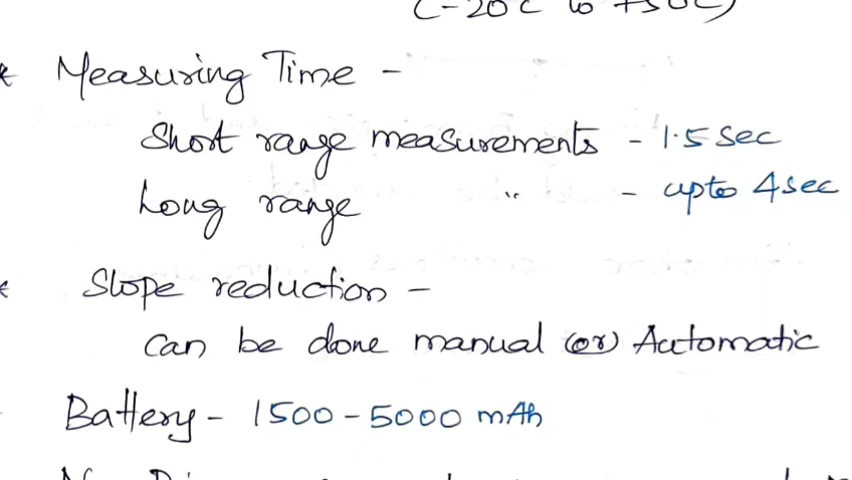 (-20°C to +50°C)
* Measuring Time -
Short range measurements - 1.5 Sec
Long range " - upto 4 sec
* Slope reduction -
Can be done manual (or) Automatic
Battery - 1500 - 5000 mAh